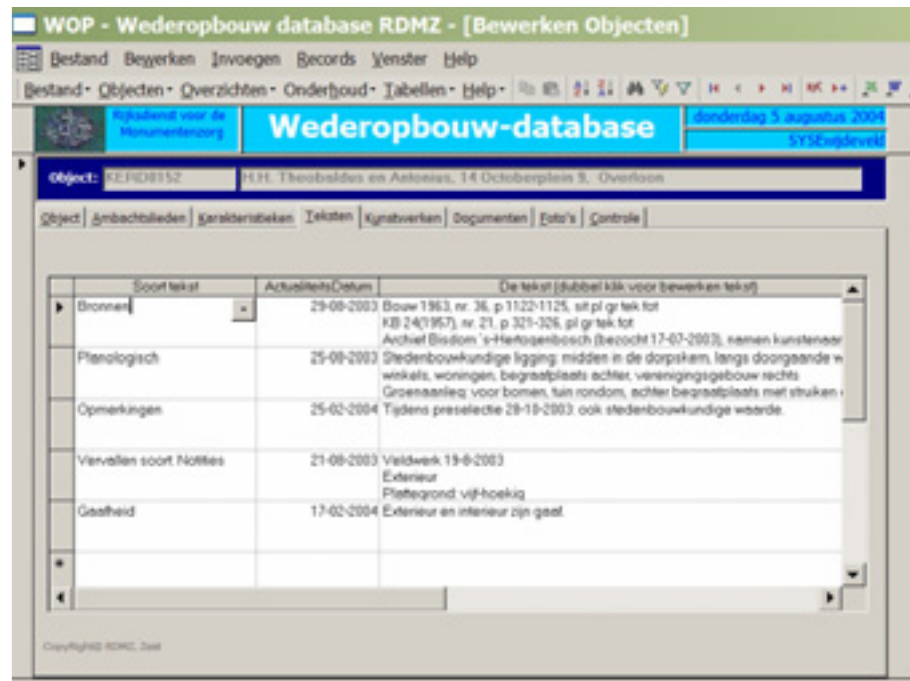 WOP - Wederopbouw database RDMZ - [Bewerken Objecten]
Bestand Bewerken Invoegen Records Venster Help
Bestand Objecten Overzichten Onderhoud Tabellen Help
Rijksdienst voor de
Monumentenzorg
Wederopbouw-database
donderdag 5 augustus 2004
SYSEwijdeveld
Object: KERD8152 H.H. Theobaldus en Antonius, 14 Octoberplein 9, Overloon
Object Ambachtslieden Karakteristieken Teksten Kunstwerken Documenten Foto's Controle
Soort tekst ActualiteitsDatum De tekst (dubbel klik voor bewerken tekst)
Bronnen 29-08-2003 Bouw 1963, nr. 36, p 1122-1125, sit pl gr tek fot
KB 24(1957), nr. 21, p 321-326, pl gr tek fot
Archief Bisdom 's-Hertogenbosch (bezocht 17-07-2003), namen kunstenaar
Planologisch 25-08-2003 Stedenbouwkundige ligging: midden in de dorpskern, langs doorgaande w
winkels, woningen, begraafplaats achter, verenigingsgebouw rechts
Groenaanleg: voor bomen, tuin rondom, achter begraafplaats met struiken
Opmerkingen 25-02-2004 Tijdens preselectie 28-10-2003: ook stedenbouwkundige waarde.
Vervallen soort Notities 21-08-2003 Veldwerk 19-8-2003
Exterieur
Plattegrond: vijf-hoekig
Gaafheid 17-02-2004 Exterieur en interieur zijn gaaf.
CopyRight© RDMZ, Zeist